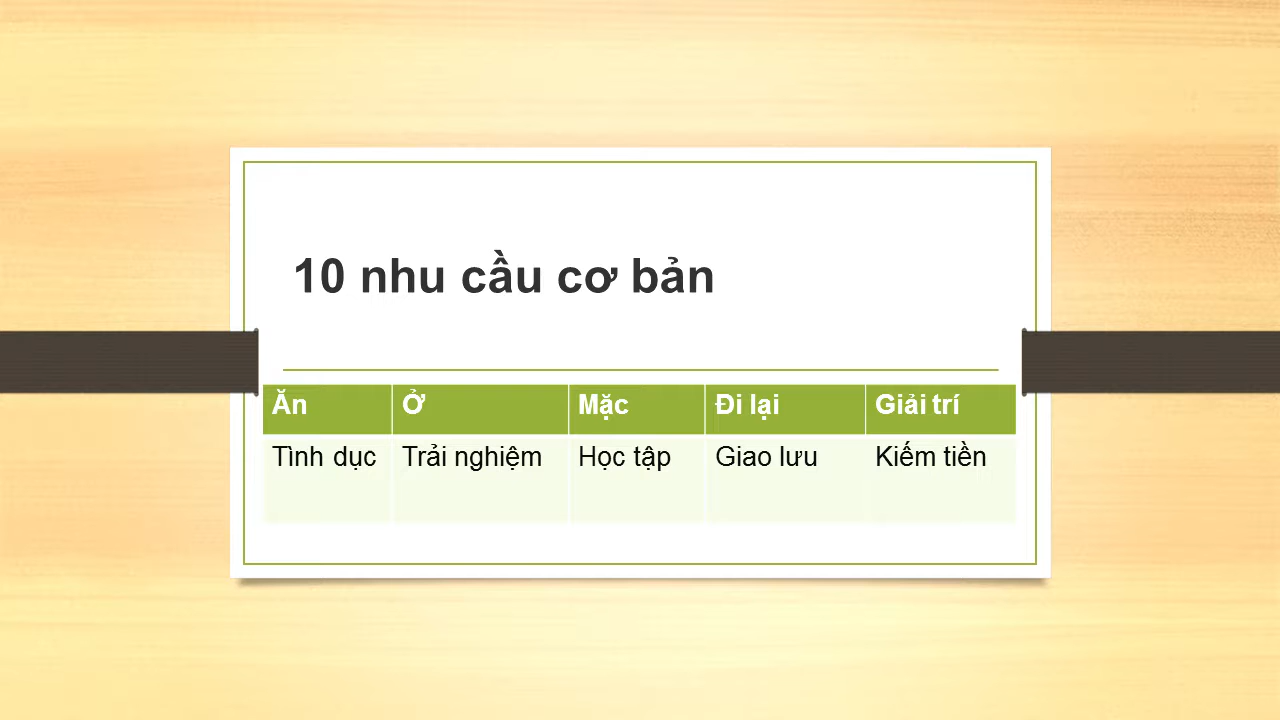 10 nhu cầu cơ bản
Ăn Ở Mặc Đi lại Giải trí
Tình dục Trải nghiệm Học tập Giao lưu Kiếm tiền